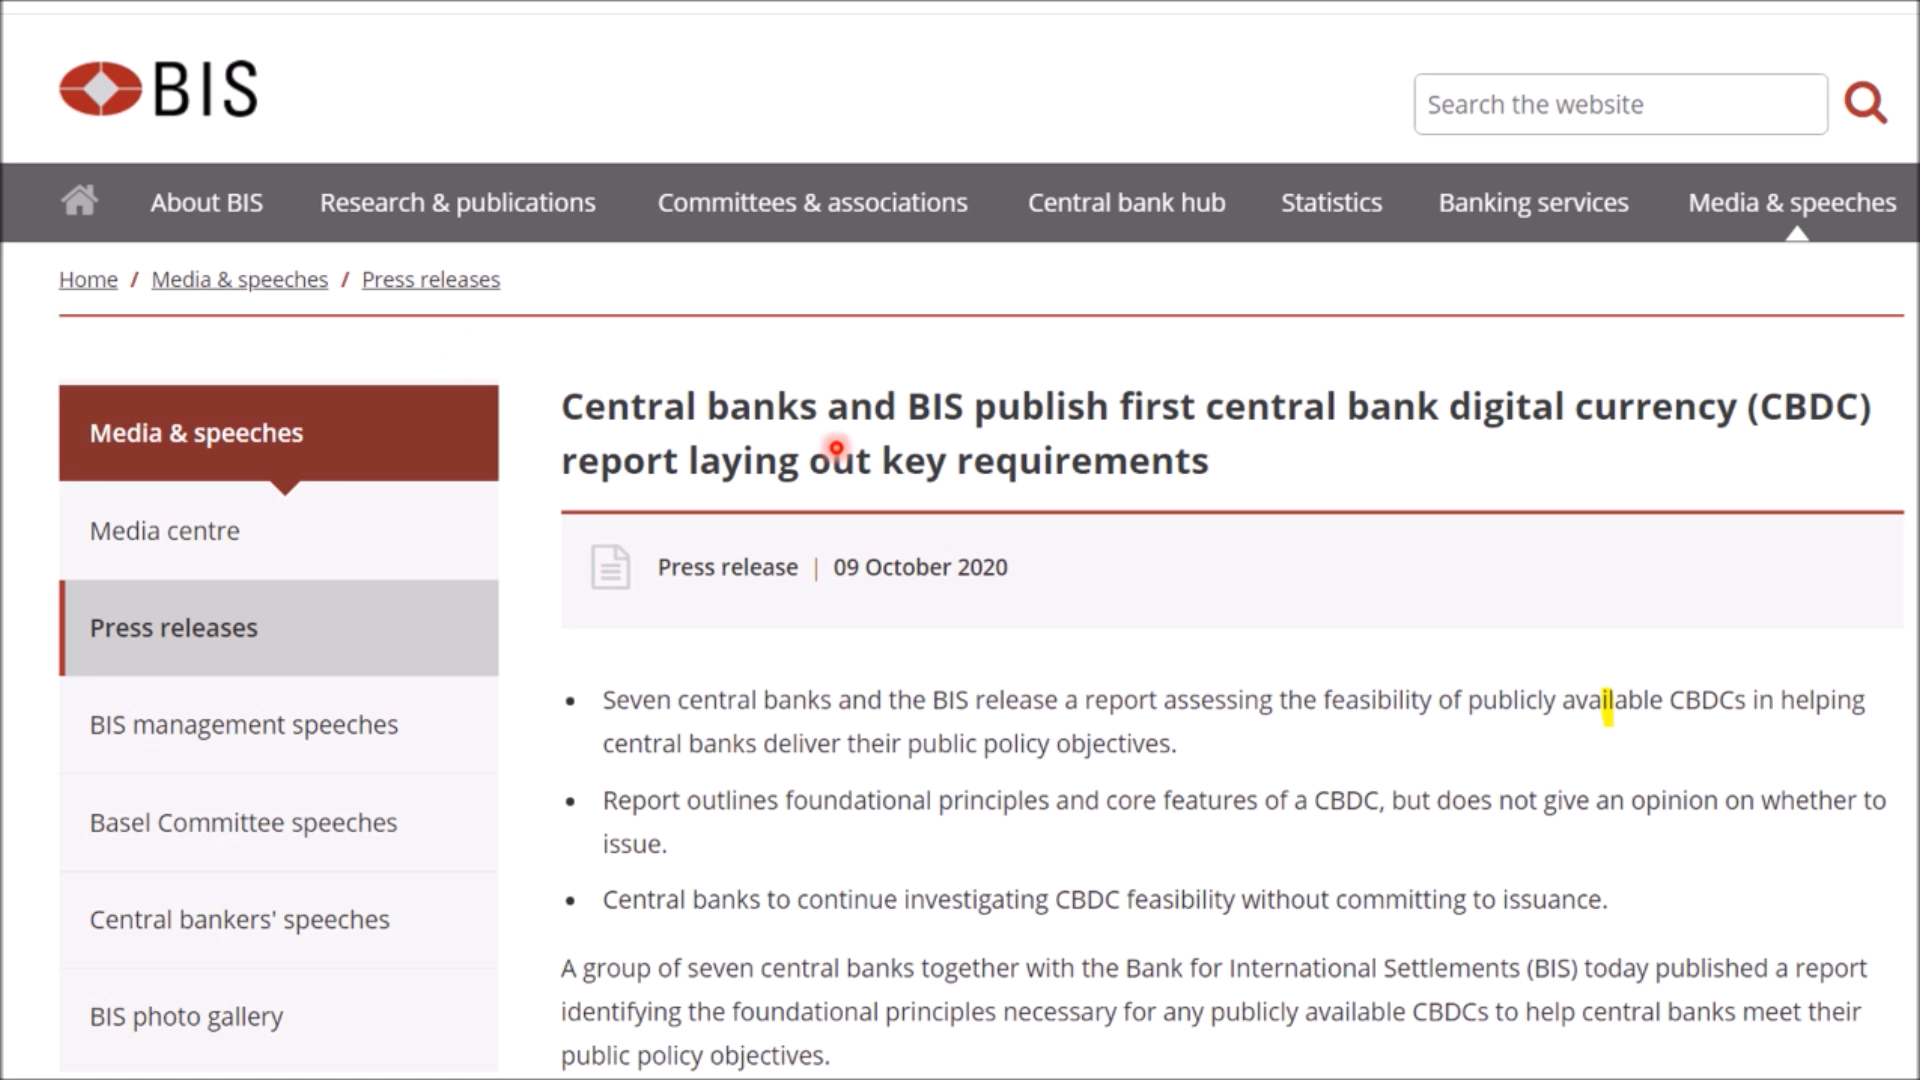 BIS
Search the website
About BIS
Research & publications
Committees & associations
Central bank hub
Statistics
Banking services
Media & speeches
Home / Media & speeches / Press releases
Media & speeches
Media centre
Press releases
BIS management speeches
Basel Committee speeches
Central bankers' speeches
BIS photo gallery
Central banks and BIS publish first central bank digital currency (CBDC)
report laying out key requirements
Press release | 09 October 2020
• Seven central banks and the BIS release a report assessing the feasibility of publicly available CBDCs in helping
central banks deliver their public policy objectives.
• Report outlines foundational principles and core features of a CBDC, but does not give an opinion on whether to
issue.
• Central banks to continue investigating CBDC feasibility without committing to issuance.
A group of seven central banks together with the Bank for International Settlements (BIS) today published a report
identifying the foundational principles necessary for any publicly available CBDCs to help central banks meet their
public policy objectives.